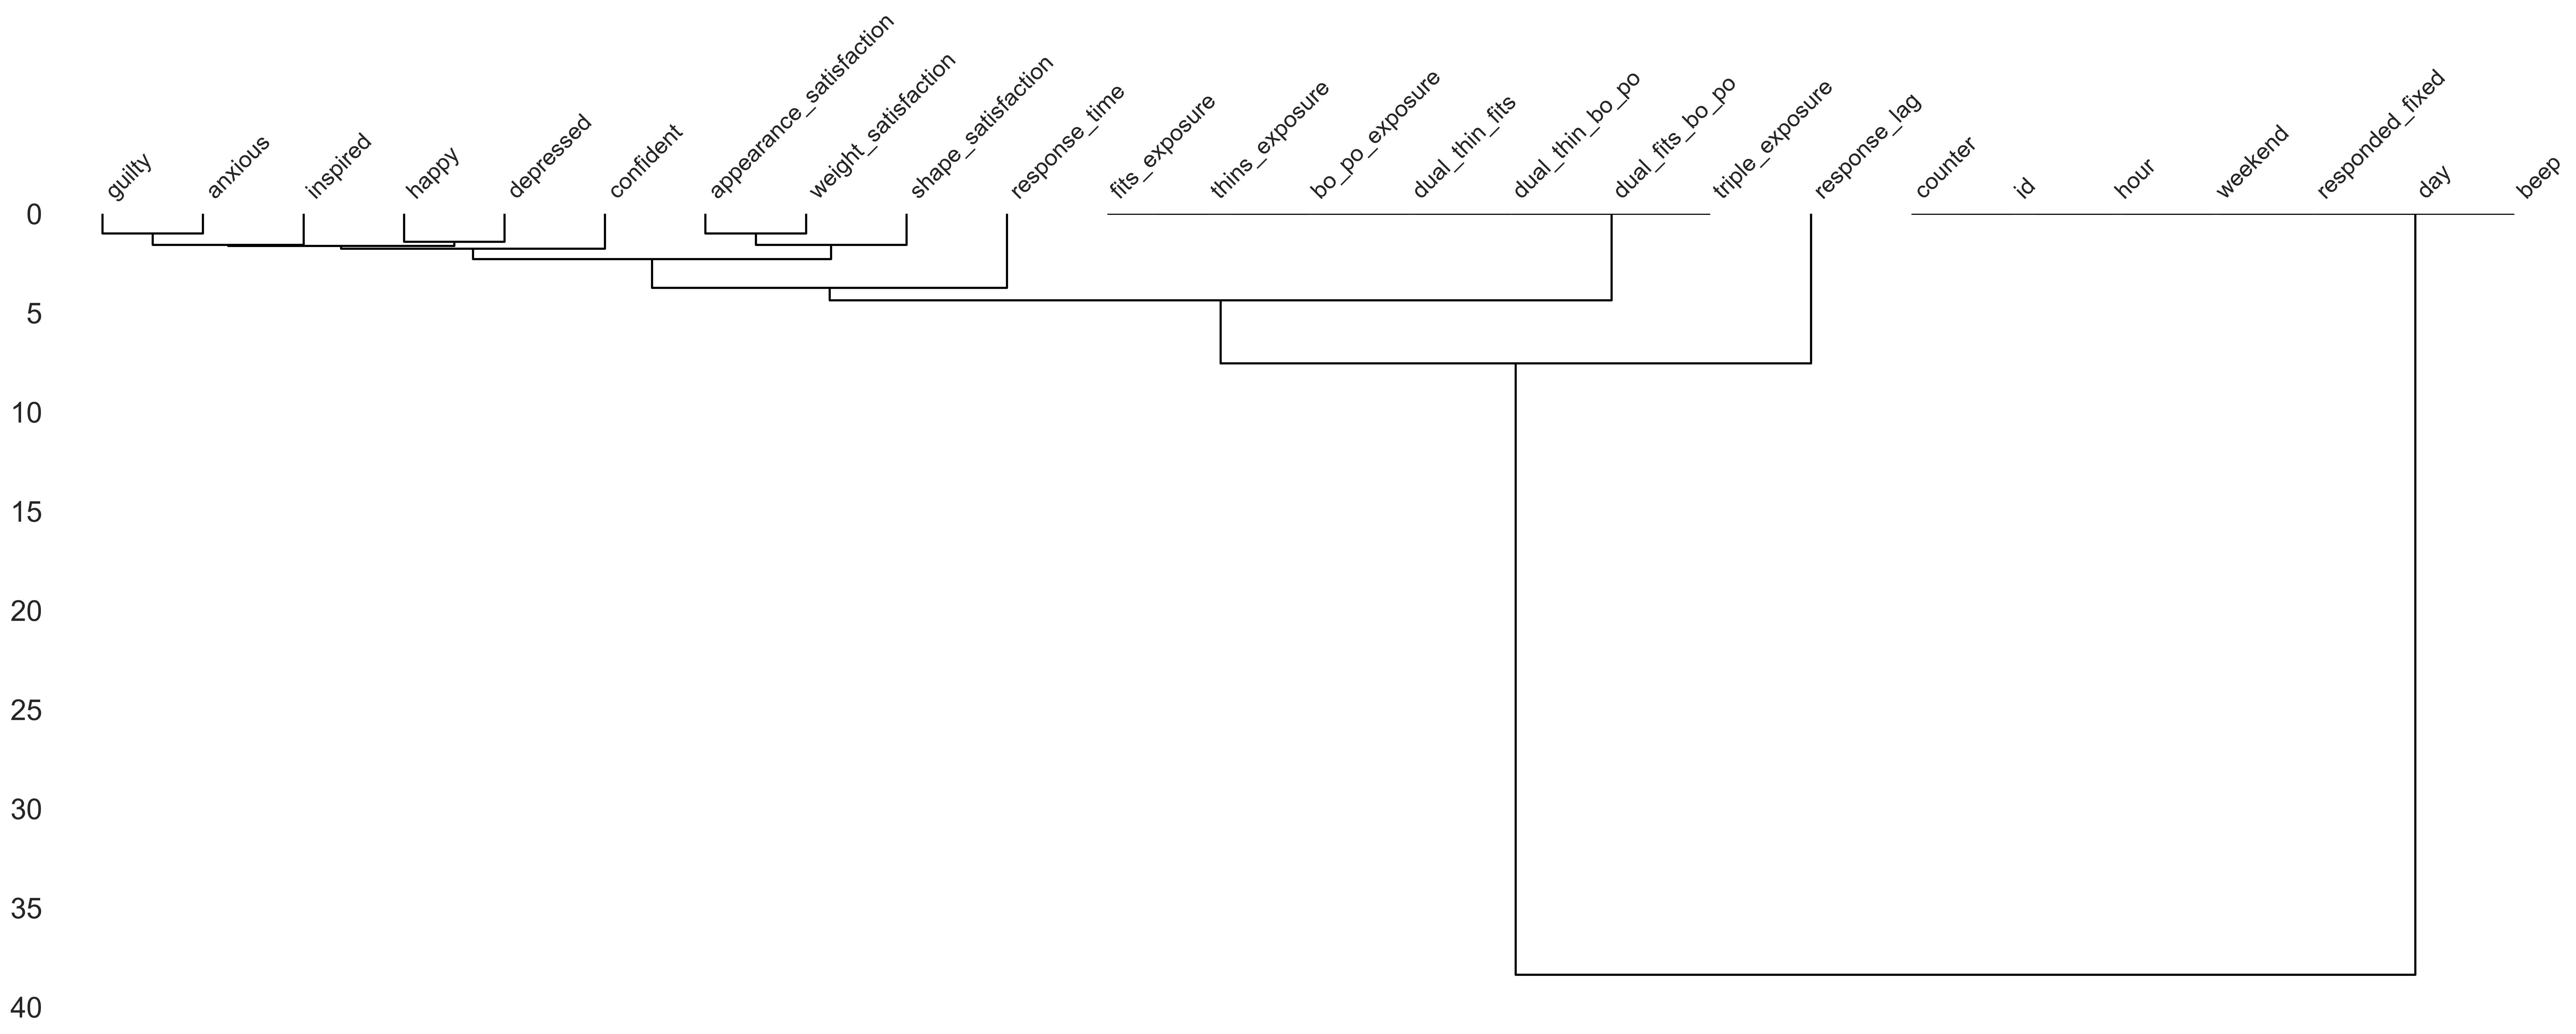 guilty
anxious
inspired
happy
depressed
confident
appearance_satisfaction
weight_satisfaction
shape_satisfaction
response_time
fits_exposure
thins_exposure
bo_po_exposure
dual_thin_fits
dual_thin_bo_po
dual_fits_bo_po
triple_exposure
response_lag
counter
id
hour
weekend
responded_fixed
day
beep
0
5
10
15
20
25
30
35
40